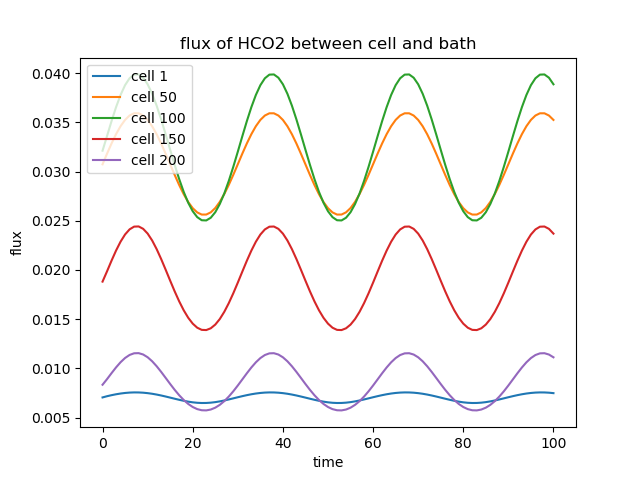 flux of HCO2 between cell and bath
cell 1
cell 50
cell 100
cell 150
cell 200
0.040
0.035
0.030
0.025
0.020
0.015
0.010
0.005
flux
0
20
40
60
80
100
time